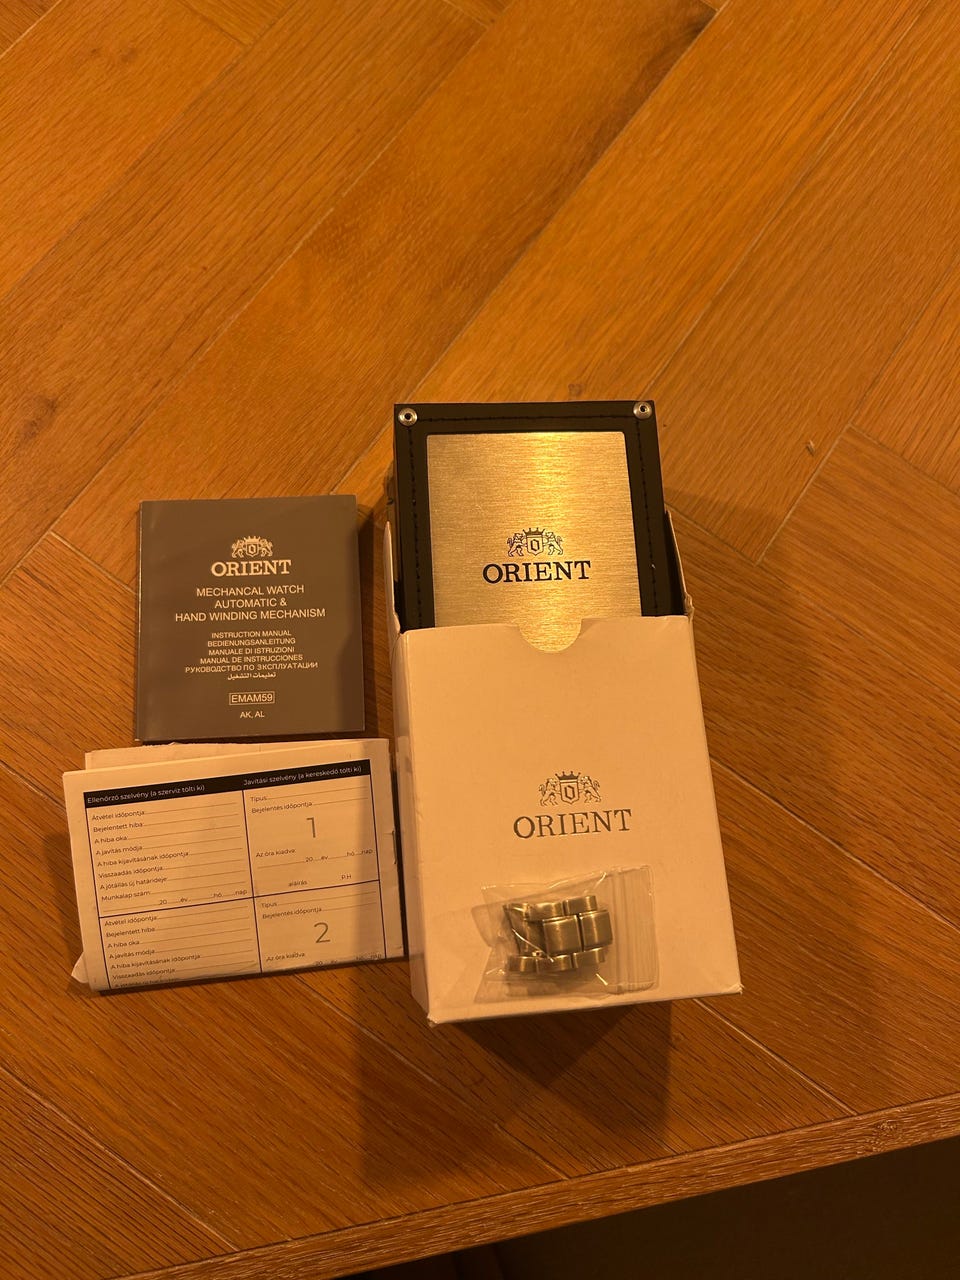 ORIENT
MECHANCAL WATCH
AUTOMATIC &
HAND WINDING MECHANISM
INSTRUCTION MANUAL
BEDIENUNGSANLEITUNG
MANUALE DI ISTRUZIONI
MANUAL DE INSTRUCCIONES
РУКОВОДСТВО ПО ЭКСПЛУАТАЦИИ
تعليمات التشغيل
EMAM59
AK, AL
ORIENT
ORIENT
Ellenőrző szelvény (a szerviz tölti ki)
Átvétel időpontja:
Bejelentett hiba:
A hiba oka:
A javítás módja:
A hiba kijavításának időpontja:
Visszaadás időpontja:
A jótállás új határideje:
Munkalap szám:
20......év.........hó......nap
Javítási szelvény (a kereskedő tölti ki)
Típus:
Bejelentés időpontja:
1
Az óra kiadva:
20......év.........hó......nap
aláírás
P.H
Átvétel időpontja:
Bejelentett hiba:
A hiba oka:
A javítás módja:
A hiba kijavításának időpontja:
Visszaadás időpontja:
Típus:
Bejelentés időpontja:
2
Az óra kiadva: